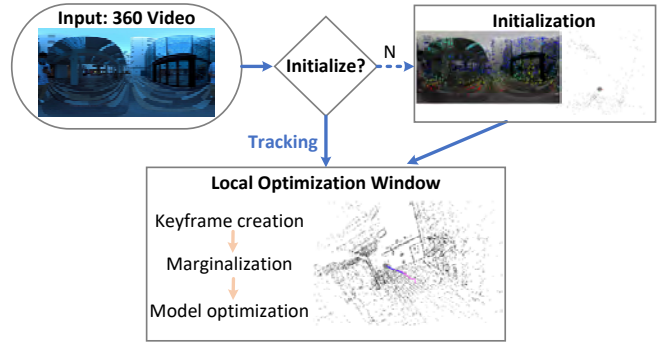 Input: 360 Video
Initialize?
N
Initialization
Tracking
Local Optimization Window
Keyframe creation
Marginalization
Model optimization